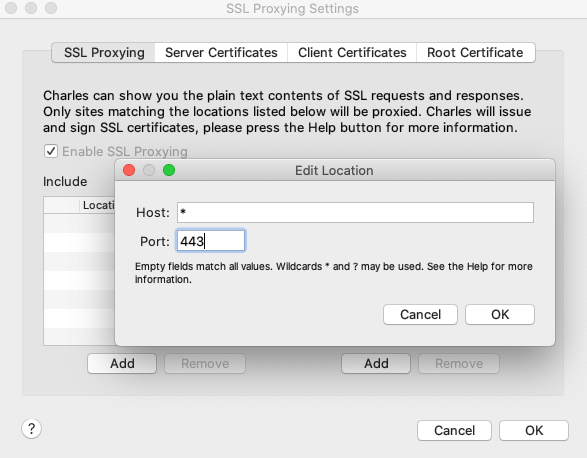 SSL Proxying Settings
SSL Proxying Server Certificates Client Certificates Root Certificate
Charles can show you the plain text contents of SSL requests and responses.
Only sites matching the locations listed below will be proxied. Charles will issue
and sign SSL certificates, please press the Help button for more information.
Enable SSL Proxying
Include
Locati
Edit Location
Host: *
Port: 443
Empty fields match all values. Wildcards * and ? may be used. See the Help for more
information.
Cancel OK
Add Remove Add Remove
? Cancel OK